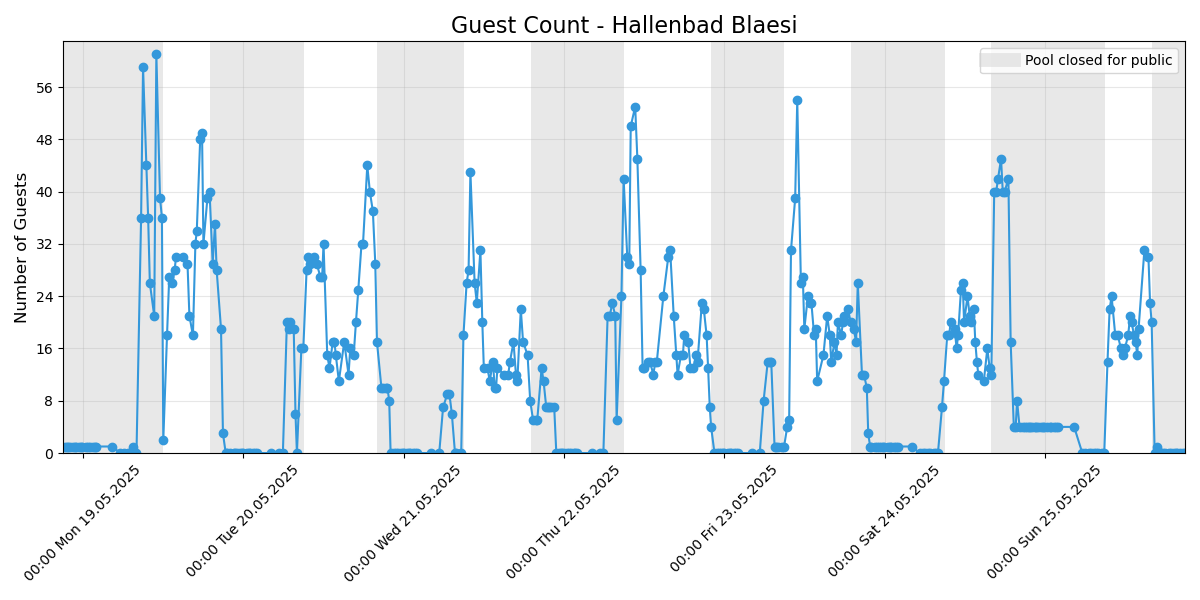 Guest Count - Hallenbad Blaesi
Pool closed for public
Number of Guests
56
48
40
32
24
16
8
0
00:00 Mon 19.05.2025
00:00 Tue 20.05.2025
00:00 Wed 21.05.2025
00:00 Thu 22.05.2025
00:00 Fri 23.05.2025
00:00 Sat 24.05.2025
00:00 Sun 25.05.2025